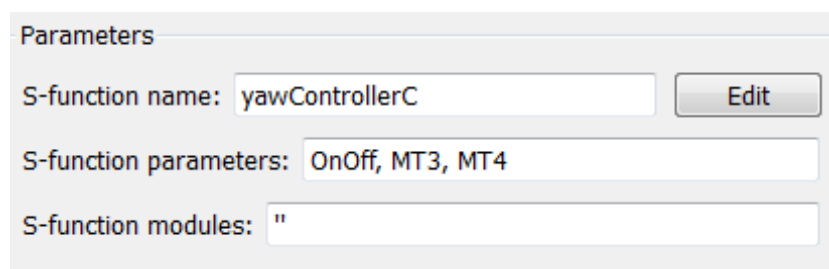 Parameters
S-function name: yawControllerC Edit
S-function parameters: OnOff, MT3, MT4
S-function modules: ''